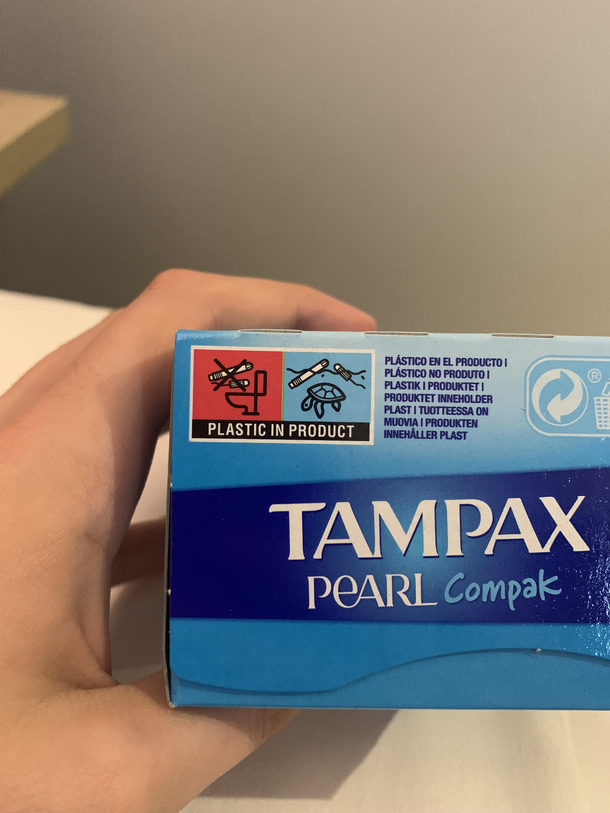 PLASTIC IN PRODUCT
PLÁSTICO EN EL PRODUCTO |
PLÁSTICO NO PRODUTO |
PLASTIK I PRODUKTET |
PRODUKTET INNEHOLDER
PLAST | TUOTTEESSA ON
MUOVIA | PRODUKTEN
INNEHÅLLER PLAST
®
TAMPAX
PEARL Compak